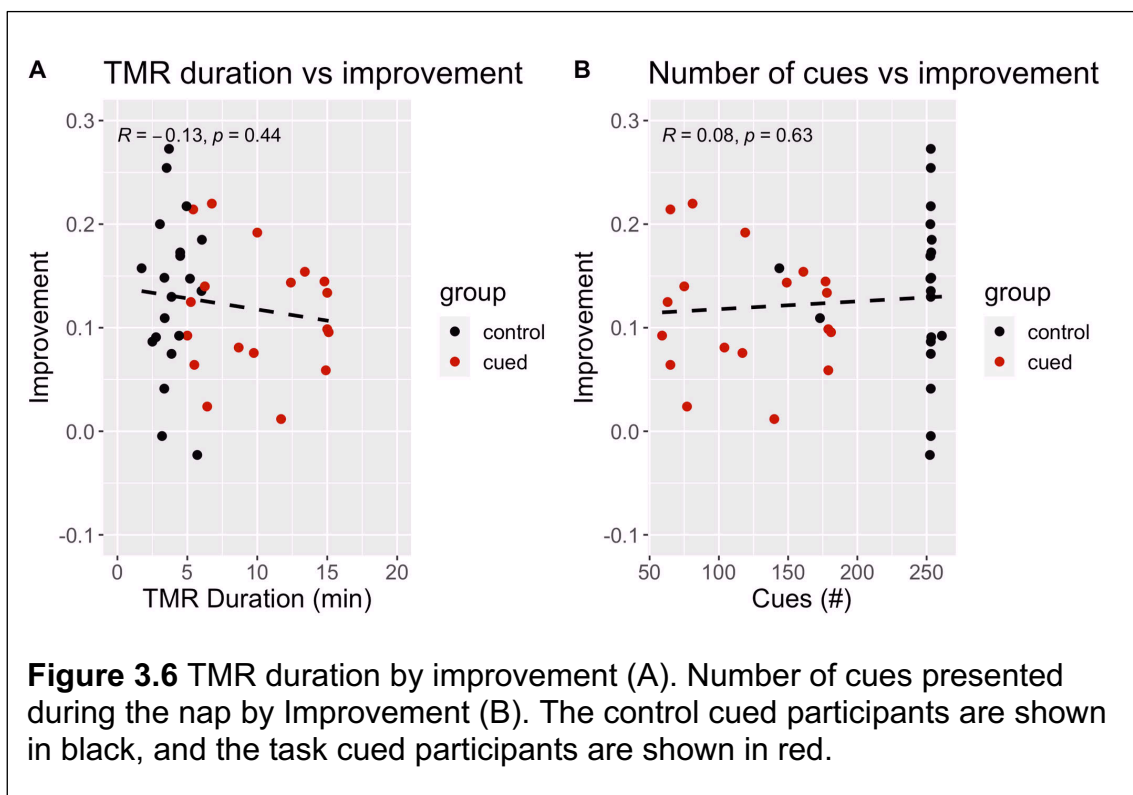 A TMR duration vs improvement
R = −0.13, p = 0.44
0.3
0.2
0.1
0.0
-0.1
Improvement
0 5 10 15 20
TMR Duration (min)
group
control
cued
B Number of cues vs improvement
R = 0.08, p = 0.63
0.3
0.2
0.1
0.0
-0.1
Improvement
50 100 150 200 250
Cues (#)
group
control
cued
Figure 3.6 TMR duration by improvement (A). Number of cues presented
during the nap by Improvement (B). The control cued participants are shown
in black, and the task cued participants are shown in red.